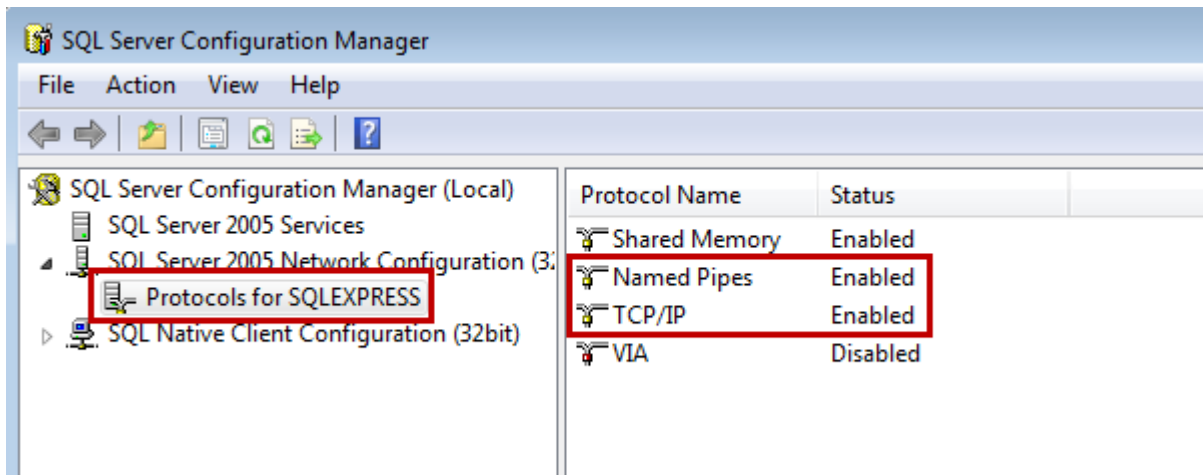 SQL Server Configuration Manager
File Action View Help
SQL Server Configuration Manager (Local)
SQL Server 2005 Services
SQL Server 2005 Network Configuration (32
Protocols for SQLEXPRESS
SQL Native Client Configuration (32bit)
Protocol Name Status
Shared Memory Enabled
Named Pipes Enabled
TCP/IP Enabled
VIA Disabled